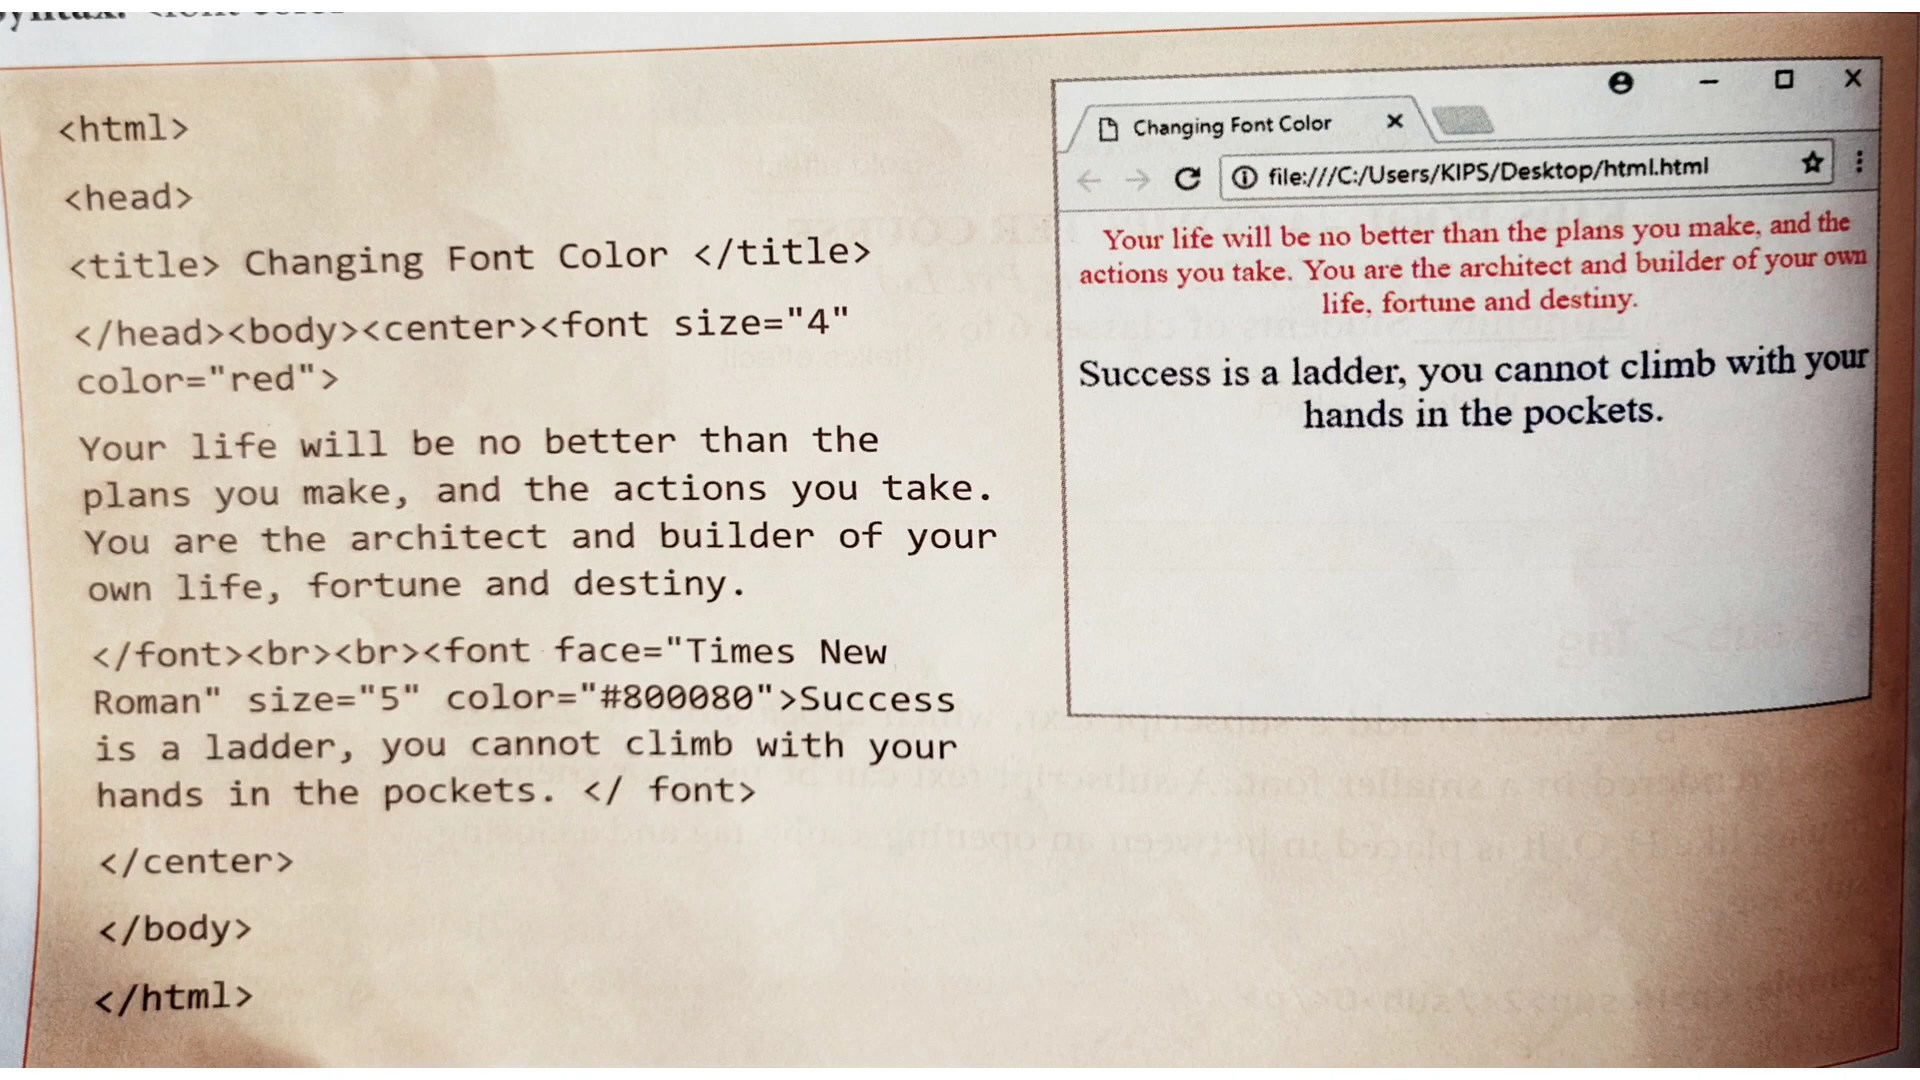 <html>
<head>
<title> Changing Font Color </title>
</head><body><center><font size="4"
color="red">
Your life will be no better than the
plans you make, and the actions you take.
You are the architect and builder of your
own life, fortune and destiny.
</font><br><br><font face="Times New
Roman" size="5" color="#800080">Success
is a ladder, you cannot climb with your
hands in the pockets. </ font>
</center>
</body>
</html>
Changing Font Color
file:///C:/Users/KIPS/Desktop/html.html
Your life will be no better than the plans you make, and the
actions you take. You are the architect and builder of your own
life, fortune and destiny.
Success is a ladder, you cannot climb with your
hands in the pockets.